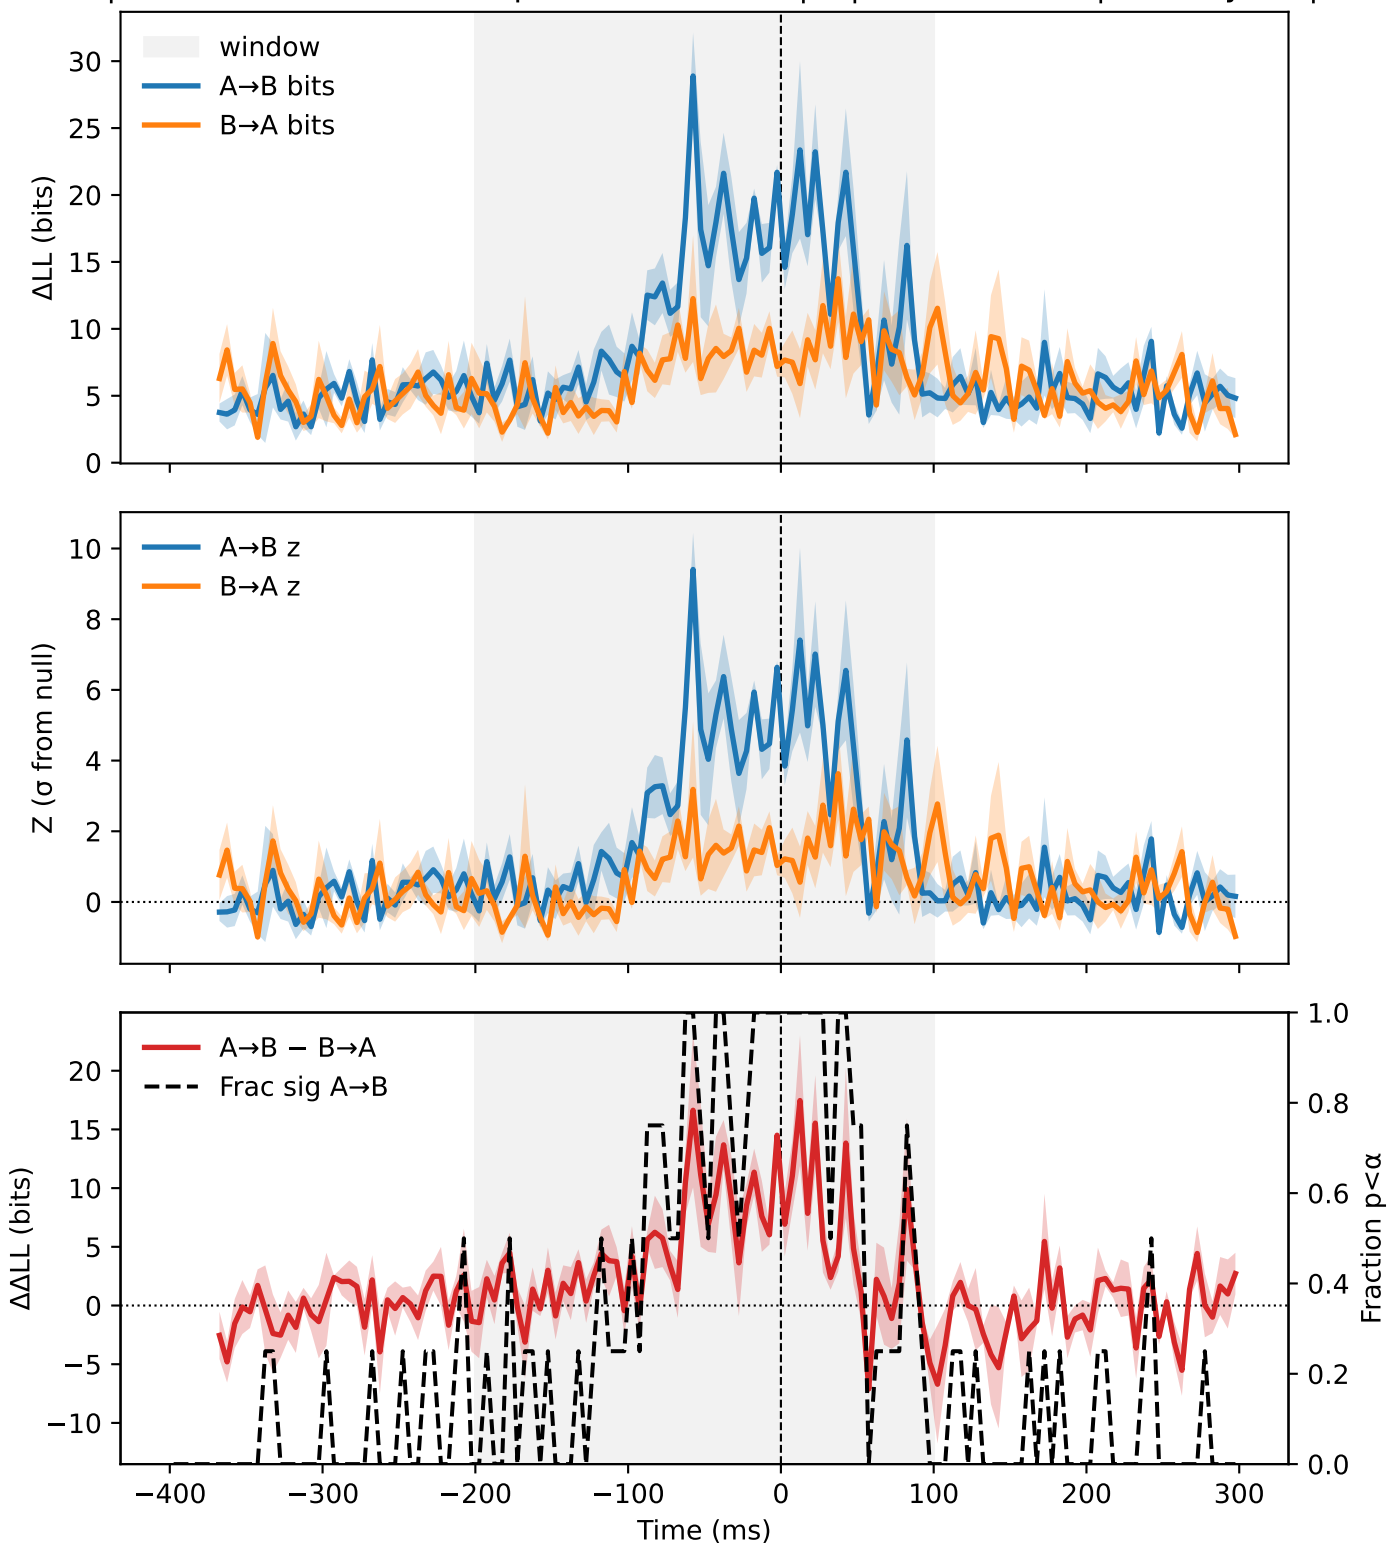 window
A→B bits
B→A bits
30
25
20
15
10
5
0
ΔLL (bits)
A→B z
B→A z
10
8
6
4
2
0
Z (σ from null)
A→B − B→A
Frac sig A→B
20
15
10
5
0
−5
−10
ΔΔLL (bits)
1.0
0.8
0.6
0.4
0.2
0.0
Fraction p<α
−400 −300 −200 −100 0 100 200 300
Time (ms)